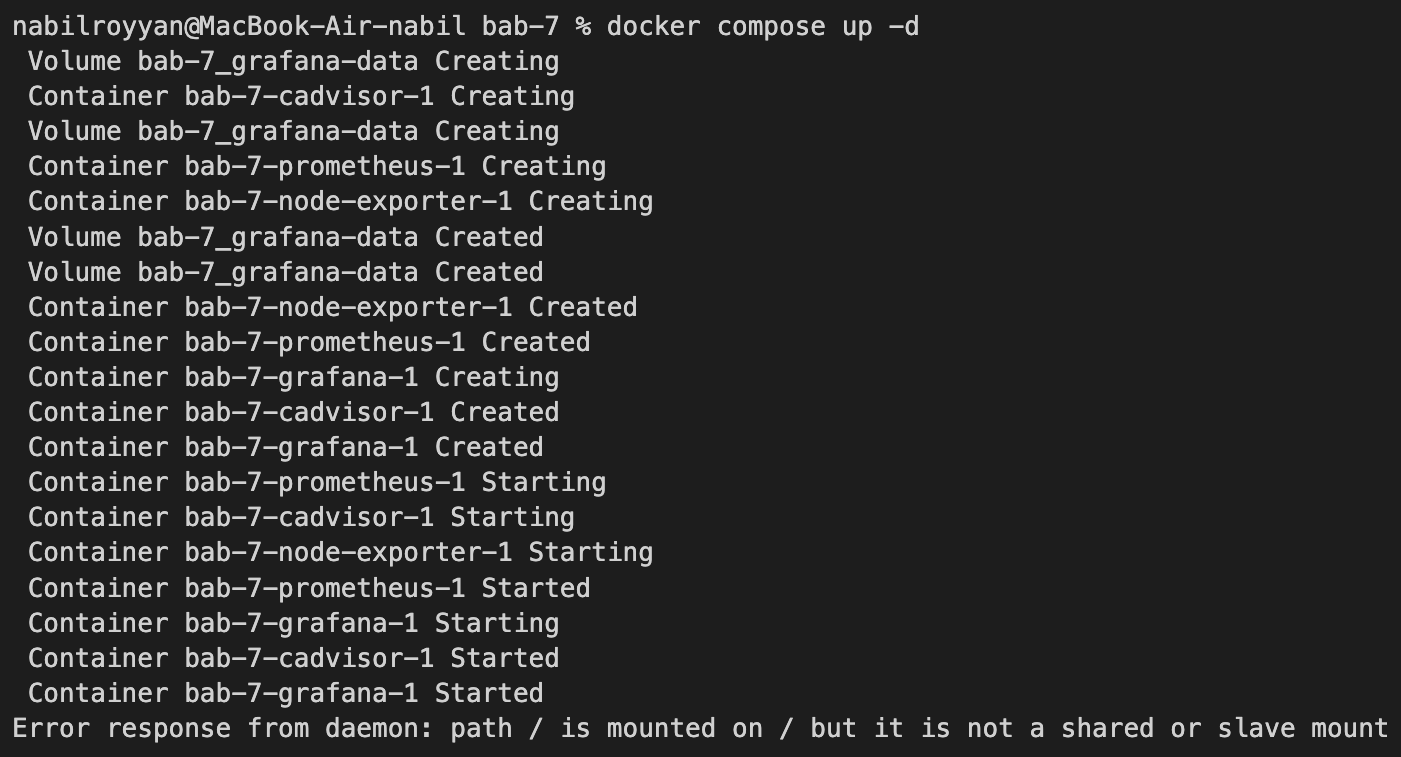 nabilroyyan@MacBook-Air-nabil bab-7 % docker compose up -d
Volume bab-7_grafana-data Creating
Container bab-7-cadvisor-1 Creating
Volume bab-7_grafana-data Creating
Container bab-7-prometheus-1 Creating
Container bab-7-node-exporter-1 Creating
Volume bab-7_grafana-data Created
Volume bab-7_grafana-data Created
Container bab-7-node-exporter-1 Created
Container bab-7-prometheus-1 Created
Container bab-7-grafana-1 Creating
Container bab-7-cadvisor-1 Created
Container bab-7-grafana-1 Created
Container bab-7-prometheus-1 Starting
Container bab-7-cadvisor-1 Starting
Container bab-7-node-exporter-1 Starting
Container bab-7-prometheus-1 Started
Container bab-7-grafana-1 Starting
Container bab-7-cadvisor-1 Started
Container bab-7-grafana-1 Started
Error response from daemon: path / is mounted on / but it is not a shared or slave mount